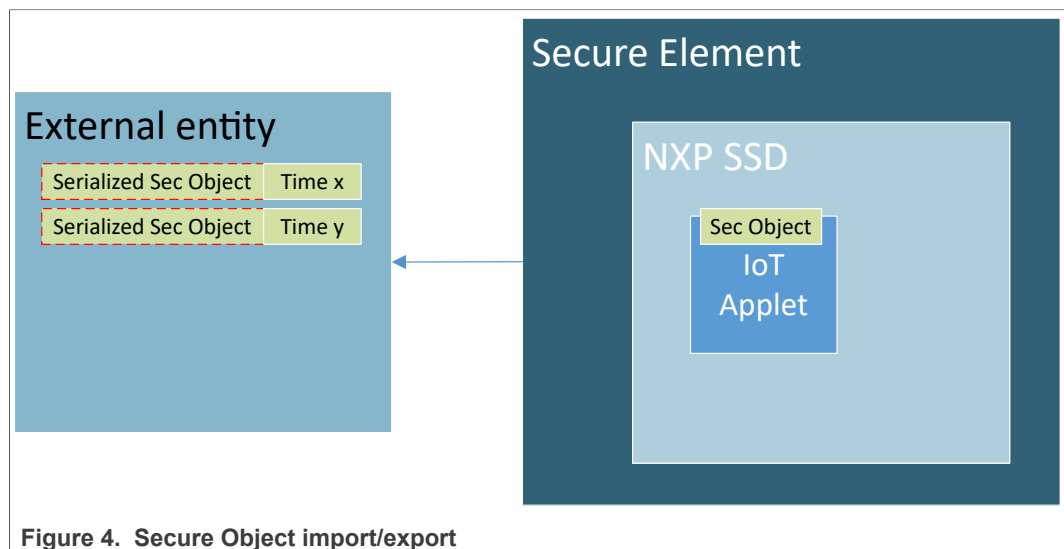 Secure Element
External entity
NXP SSD
Serialized Sec Object Time x
Serialized Sec Object Time y
Sec Object
IoT
Applet
Figure 4. Secure Object import/export